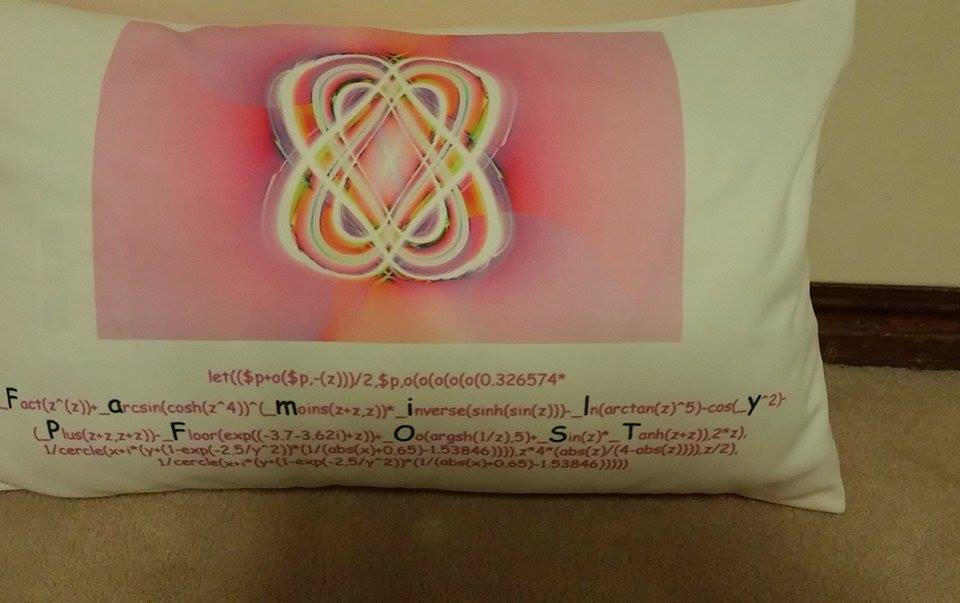 let(($p+o($p,-(z)))/2,$p,o(o(o(o(o(0.326574*
_Fact(z^(z))+_arcsin(cosh(z^4))^(_moins(z+z,z))*_inverse(sinh(sin(z)))-_ln(arctan(z)^5)-cos(_y^2)-
(_Plus(z+z,z+z))-_Floor(exp((-3.7-3.62i)+z))+_Oo(argsh(1/z),5)+_Sin(z)*_Tanh(z+z)),2*z),
1/cercle(x+i*(y+(1-exp(-2.5/y^2))*(1/(abs(x)+0.65)-1.53846)))),z*4*(abs(z)/(4-abs(z)))),z/2),
1/cercle(x+i*(y+(1-exp(-2.5/y^2))*(1/(abs(x)+0.65)-1.53846)))))